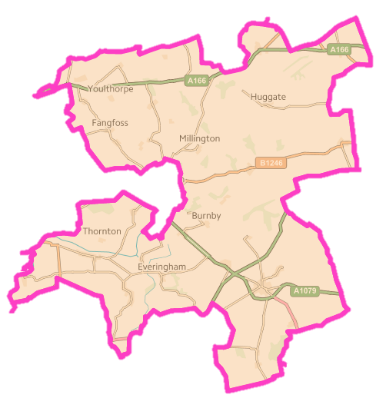 A166
A166
Youlthorpe
Huggate
Fangfoss
Millington
B1246
Burnby
Thornton
Everingham
A1079